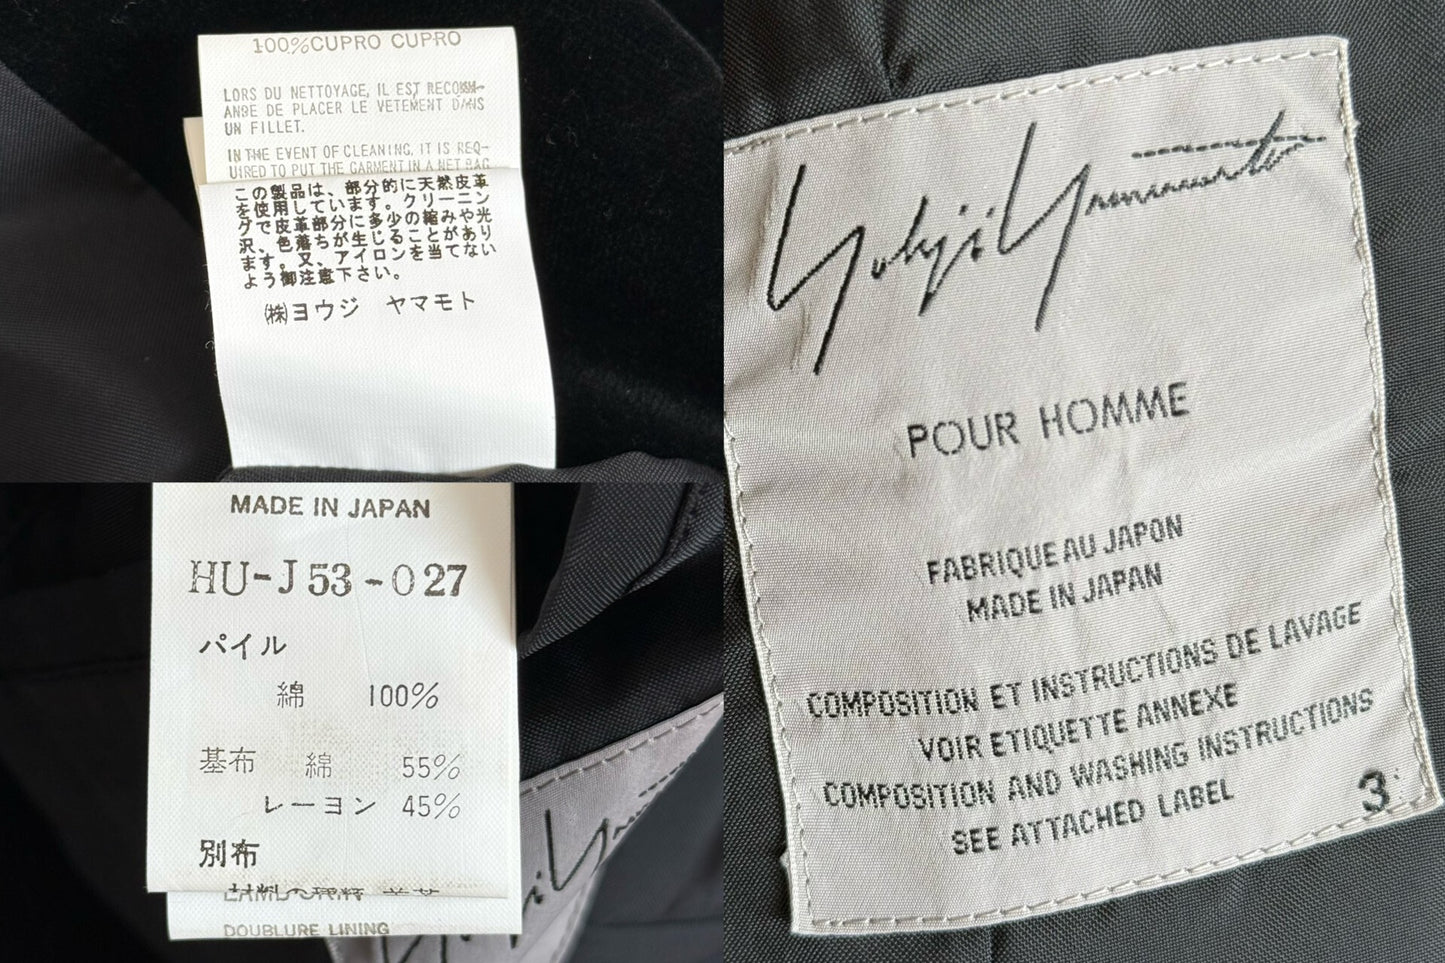 100%CUPRO CUPRO
LORS DU NETTOYAGE, IL EST RECOMM-
ANDE DE PLACER LE VETEMENT DANS
UN FILLET.
IN THE EVENT OF CLEANING, IT IS REQ-
UIRED TO PUT THE GARMENT IN A NET BAG
この製品は、部分的に天然皮革
を使用しています。クリーニン
グで皮革部分に多少の縮みや光
沢、色落ちが生じることがあり
ます。又、アイロンを当てない
よう御注意下さい。
㈱ヨウジ ヤマモト
MADE IN JAPAN
HU-J53-027
パイル
綿 100%
基布 綿 55%
レーヨン 45%
別布
DOUBLURE LINING
Yohji Yamamoto
POUR HOMME
FABRIQUE AU JAPON
MADE IN JAPAN
COMPOSITION ET INSTRUCTIONS DE LAVAGE
VOIR ETIQUETTE ANNEXE
COMPOSITION AND WASHING INSTRUCTIONS
SEE ATTACHED LABEL
3